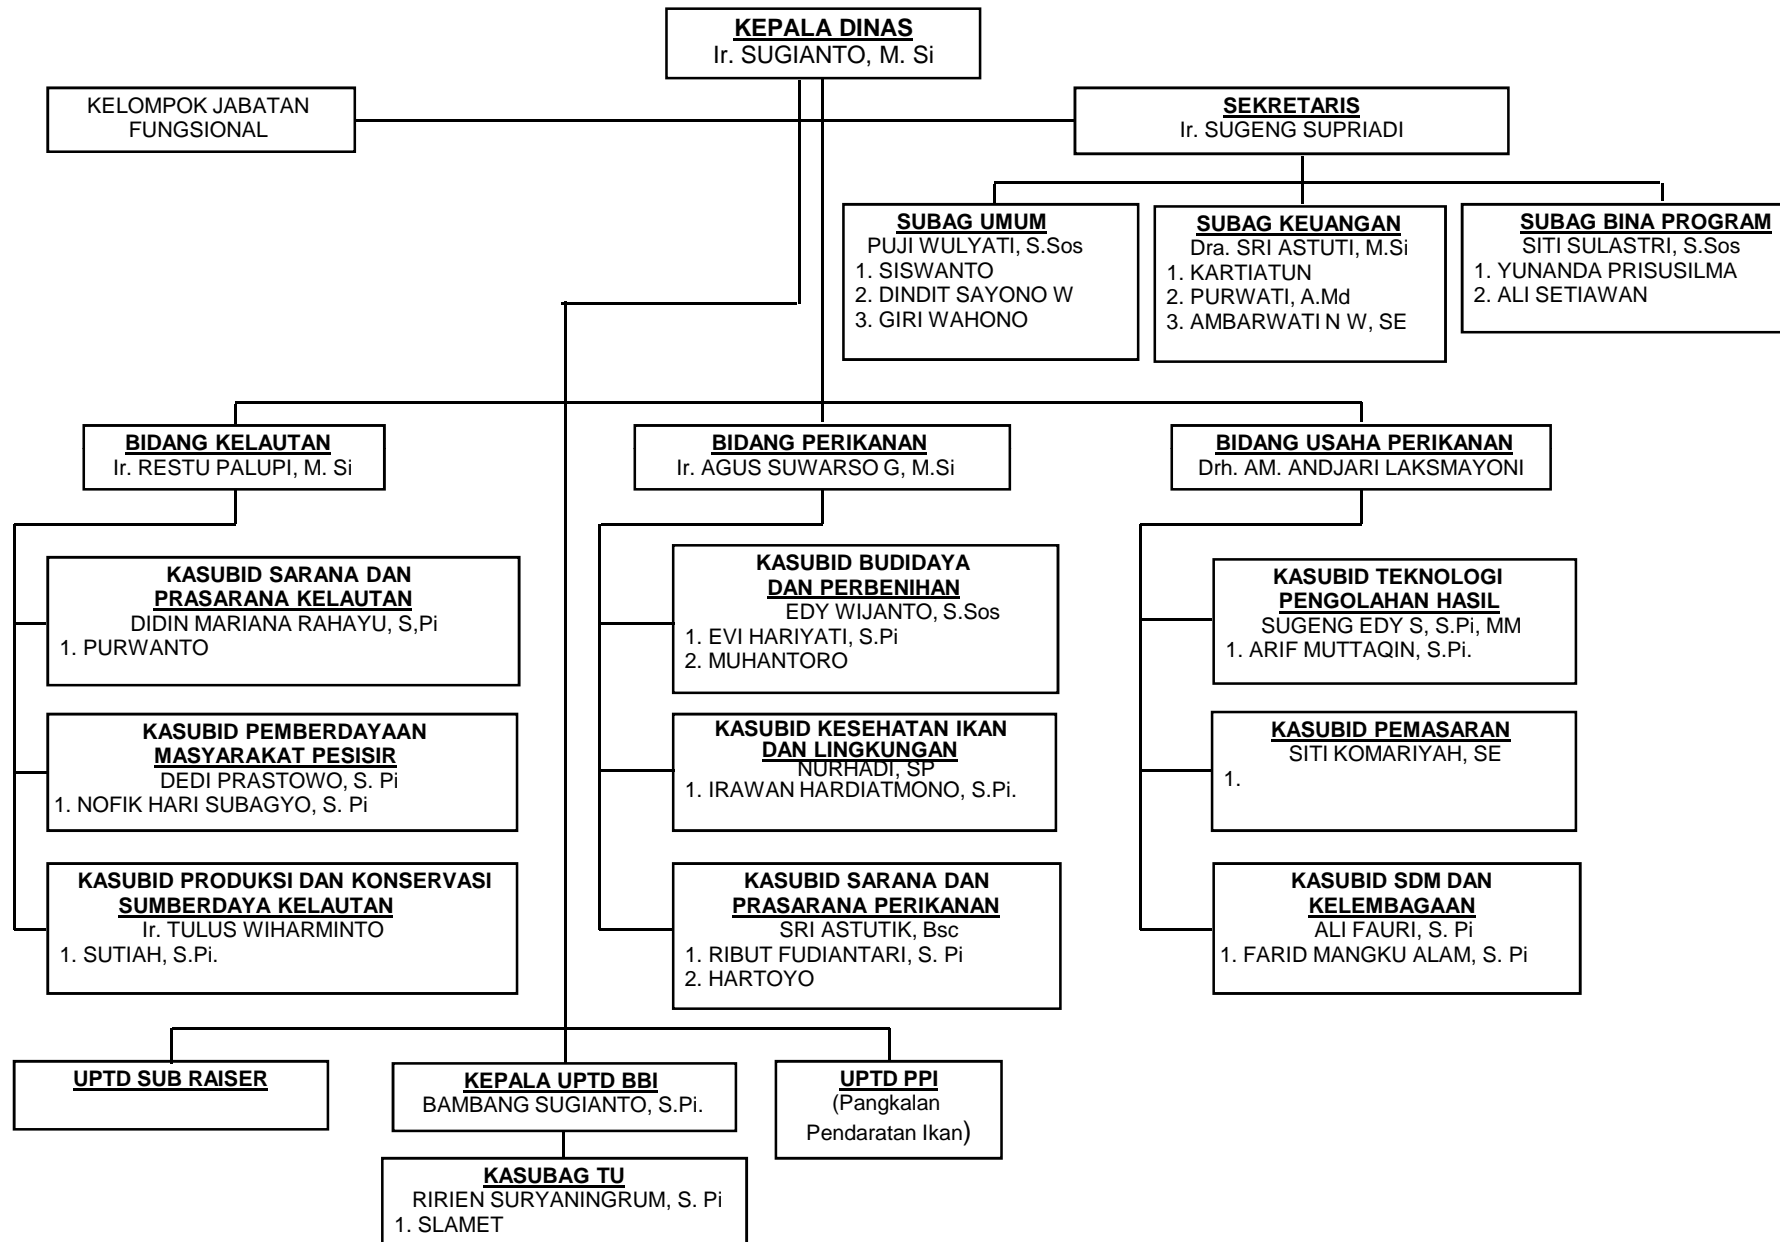 KEPALA DINAS
Ir. SUGIANTO, M. Si
KELOMPOK JABATAN
FUNGSIONAL
SEKRETARIS
Ir. SUGENG SUPRIADI
SUBAG UMUM
PUJI WULYATI, S.Sos
1. SISWANTO
2. DINDIT SAYONO W
3. GIRI WAHONO
SUBAG KEUANGAN
Dra. SRI ASTUTI, M.Si
1. KARTIATUN
2. PURWATI, A.Md
3. AMBARWATI N W, SE
SUBAG BINA PROGRAM
SITI SULASTRI, S.Sos
1. YUNANDA PRISUSILMA
2. ALI SETIAWAN
BIDANG KELAUTAN
Ir. RESTU PALUPI, M. Si
BIDANG PERIKANAN
Ir. AGUS SUWARSO G, M.Si
BIDANG USAHA PERIKANAN
Drh. AM. ANDJARI LAKSMAYONI
KASUBID SARANA DAN
PRASARANA KELAUTAN
DIDIN MARIANA RAHAYU, S,Pi
1. PURWANTO
KASUBID BUDIDAYA
DAN PERBENIHAN
EDY WIJANTO, S.Sos
1. EVI HARIYATI, S.Pi
2. MUHANTORO
KASUBID TEKNOLOGI
PENGOLAHAN HASIL
SUGENG EDY S, S.Pi, MM
1. ARIF MUTTAQIN, S.Pi.
KASUBID PEMBERDAYAAN
MASYARAKAT PESISIR
DEDI PRASTOWO, S. Pi
1. NOFIK HARI SUBAGYO, S. Pi
KASUBID KESEHATAN IKAN
DAN LINGKUNGAN
NURHADI, SP
1. IRAWAN HARDIATMONO, S.Pi.
KASUBID PEMASARAN
SITI KOMARIYAH, SE
1.
KASUBID PRODUKSI DAN KONSERVASI
SUMBERDAYA KELAUTAN
Ir. TULUS WIHARMINTO
1. SUTIAH, S.Pi.
KASUBID SARANA DAN
PRASARANA PERIKANAN
SRI ASTUTIK, Bsc
1. RIBUT FUDIANTARI, S. Pi
2. HARTOYO
KASUBID SDM DAN
KELEMBAGAAN
ALI FAURI, S. Pi
1. FARID MANGKU ALAM, S. Pi
UPTD SUB RAISER
KEPALA UPTD BBI
BAMBANG SUGIANTO, S.Pi.
UPTD PPI
(Pangkalan
Pendaratan Ikan)
KASUBAG TU
RIRIEN SURYANINGRUM, S. Pi
1. SLAMET